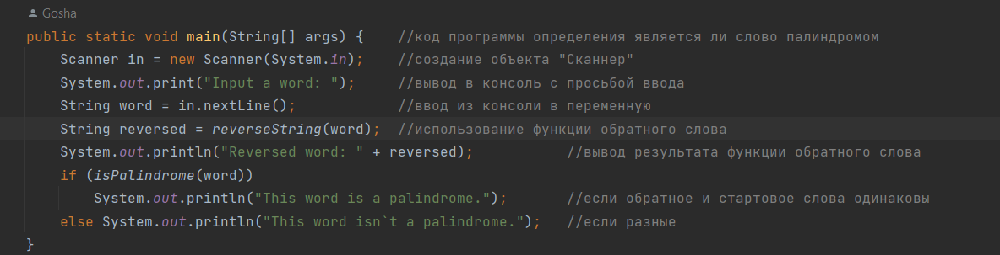 Gosha
public static void main(String[] args) {    //код программы определения является ли слово палиндромом
    Scanner in = new Scanner(System.in);    //создание объекта "Сканнер"
    System.out.print("Input a word: ");     //вывод в консоль с просьбой ввода
    String word = in.nextLine();            //ввод из консоли в переменную
    String reversed = reverseString(word);  //использование функции обратного слова
    System.out.println("Reversed word: " + reversed);           //вывод результата функции обратного слова
    if (isPalindrome(word))
        System.out.println("This word is a palindrome.");       //если обратное и стартовое слова одинаковы
    else System.out.println("This word isn`t a palindrome.");   //если разные
}